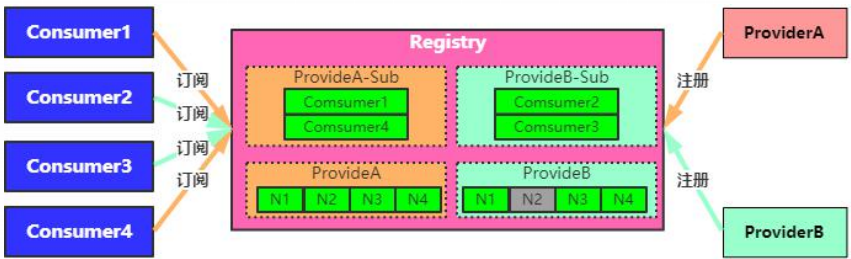 Consumer1
Consumer2
Consumer3
Consumer4
订阅
订阅
订阅
订阅
Registry
ProvideA-Sub
Comsumer1
Comsumer4
ProvideB-Sub
Comsumer2
Comsumer3
ProvideA
N1 N2 N3 N4
ProvideB
N1 N2 N3 N4
注册
注册
ProviderA
ProviderB